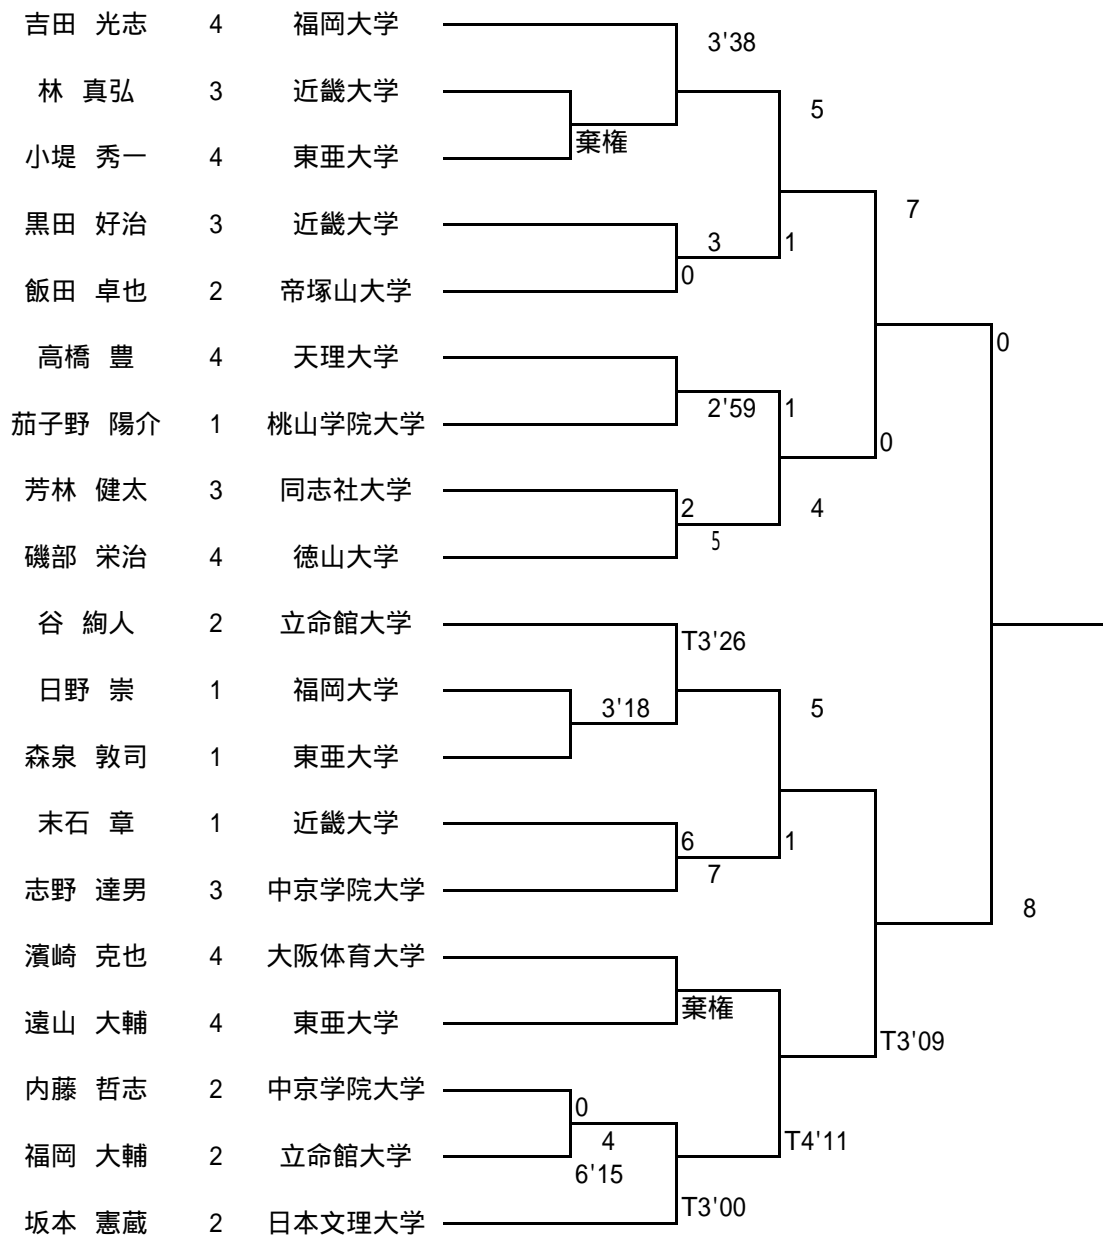 吉田 光志 4 福岡大学
3'38
林 真弘 3 近畿大学
5
棄権
小堤 秀一 4 東亜大学
7
黒田 好治 3 近畿大学
3 1
0
飯田 卓也 2 帝塚山大学
0
高橋 豊 4 天理大学
2'59 1
茄子野 陽介 1 桃山学院大学
0
芳林 健太 3 同志社大学
2 4
5
磯部 栄治 4 徳山大学
谷 絢人 2 立命館大学
T3'26
日野 崇 1 福岡大学
3'18 5
森泉 敦司 1 東亜大学
末石 章 1 近畿大学
6 1
7
志野 達男 3 中京学院大学
8
濱崎 克也 4 大阪体育大学
棄権
遠山 大輔 4 東亜大学
T3'09
内藤 哲志 2 中京学院大学
0
4 T4'11
福岡 大輔 2 立命館大学
6'15
T3'00
坂本 憲蔵 2 日本文理大学